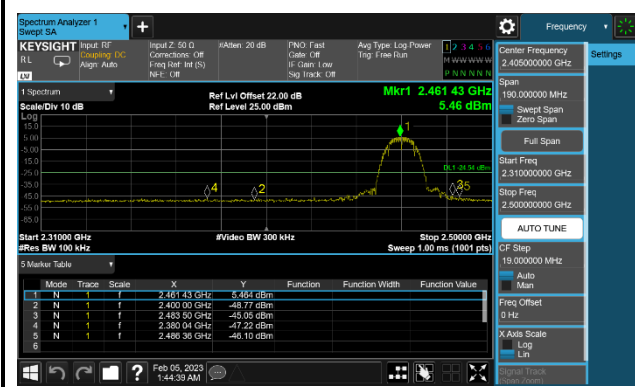 Spectrum Analyzer 1
Swept SA
+
Frequency
KEYSIGHT
R L
Input: RF
Coupling: DC
Align: Auto
Input Z: 50 Ω
Corrections: Off
Freq Ref: Int (S)
NFE: Off
#Atten: 20 dB
PNO: Fast
Gate: Off
IF Gain: Low
Sig Track: Off
Avg Type: Log Power
Trig: Free Run
1 2 3 4 5 6
M W W W W W
P N N N N N
1 Spectrum
Scale/Div 10 dB
Ref Lvl Offset 22.00 dB
Ref Level 25.00 dBm
Mkr1 2.461 43 GHz
5.46 dBm
Log
15.0
5.00
-5.00
-15.0
-25.0
-35.0
-45.0
-55.0
-65.0
1
DL1 -24.54 dBm
4
2
3
5
Start 2.31000 GHz
#Res BW 100 kHz
#Video BW 300 kHz
Stop 2.50000 GHz
Sweep 1.00 ms (1001 pts)
5 Marker Table
Mode Trace Scale X Y Function Function Width Function Value
1 N 1 f 2.461 43 GHz 5.464 dBm
2 N 1 f 2.400 00 GHz -48.77 dBm
3 N 1 f 2.483 50 GHz -45.05 dBm
4 N 1 f 2.380 04 GHz -47.22 dBm
5 N 1 f 2.486 36 GHz -46.10 dBm
6
?
Feb 05, 2023
1:44:39 AM
Center Frequency
2.405000000 GHz
Settings
Span
190.000000 MHz
Swept Span
Zero Span
Full Span
Start Freq
2.310000000 GHz
Stop Freq
2.500000000 GHz
AUTO TUNE
CF Step
19.000000 MHz
Auto
Man
Freq Offset
0 Hz
X Axis Scale
Log
Lin
Signal Track
(Span Zoom)